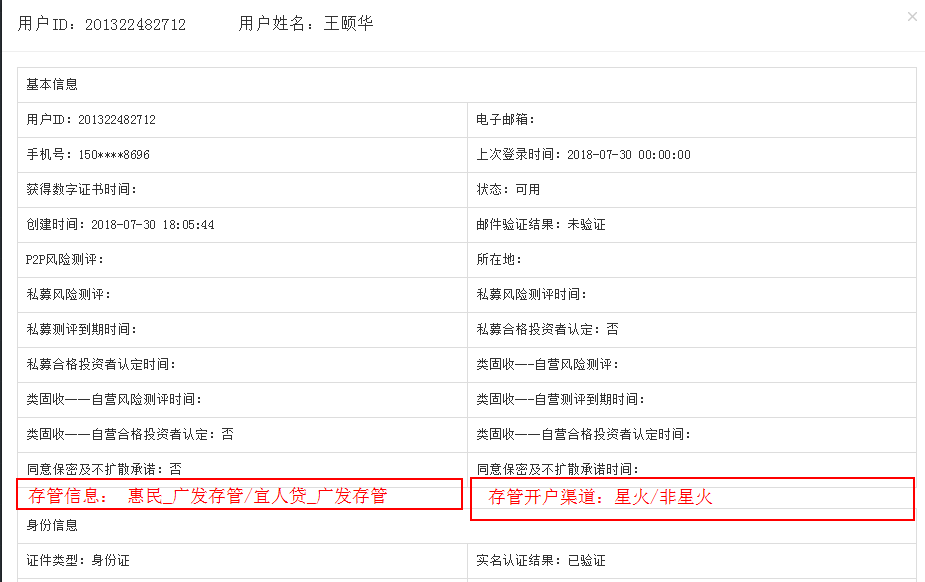 用户ID: 201322482712 用户姓名: 王颐华 ×
基本信息
用户ID: 201322482712 电子邮箱:
手机号: 150****8696 上次登录时间: 2018-07-30 00:00:00
获得数字证书时间: 状态: 可用
创建时间: 2018-07-30 18:05:44 邮件验证结果: 未验证
P2P风险测评: 所在地:
私募风险测评: 私募风险测评时间:
私募测评到期时间: 私募合格投资者认定: 否
私募合格投资者认定时间: 类固收——自营风险测评:
类固收——自营风险测评时间: 类固收——自营测评到期时间:
类固收——自营合格投资者认定: 否 类固收——自营合格投资者认定时间:
同意保密及不扩散承诺: 否 同意保密及不扩散承诺时间:
存管信息: 惠民_广发存管/宜人贷_广发存管 存管开户渠道: 星火/非星火
身份信息
证件类型: 身份证 实名认证结果: 已验证